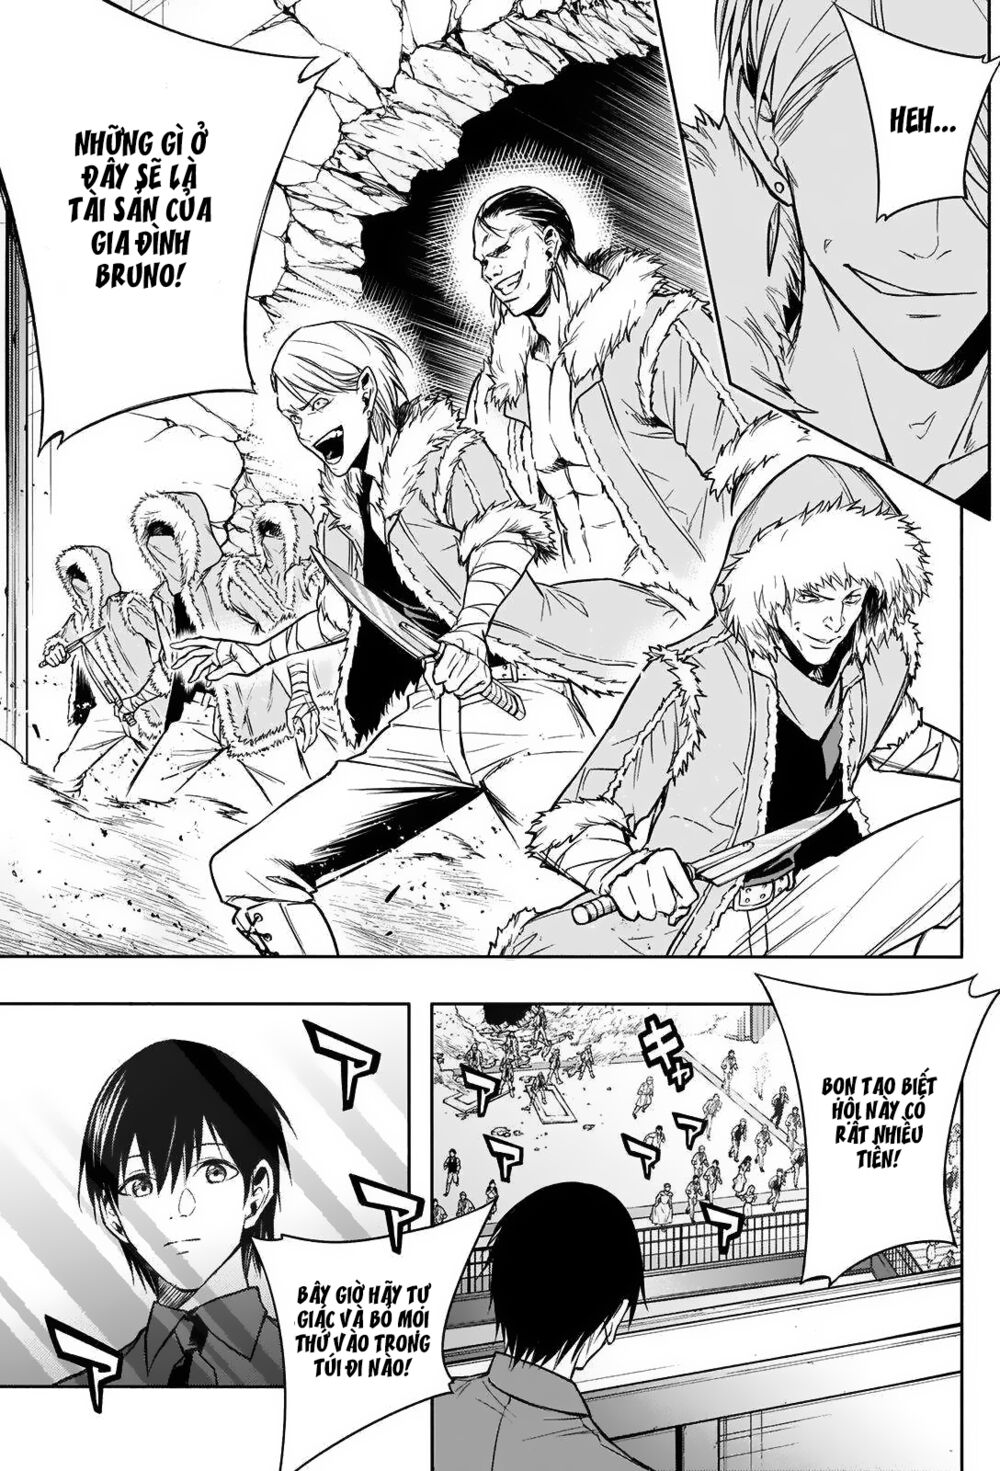 HEH...
NHỮNG GÌ Ở
ĐÂY SẼ LÀ
TÀI SẢN CỦA
GIA ĐÌNH
BRUNO!
BỌN TAO BIẾT
HỘI NÀY CÓ
RẤT NHIỀU
TIỀN!
キャ
ア
ア
ア
ア
ア
ア
BÂY GIỜ HÃY TỰ
GIÁC VÀ BỎ MỌI
THỨ VÀO TRONG
TÚI ĐI NÀO!